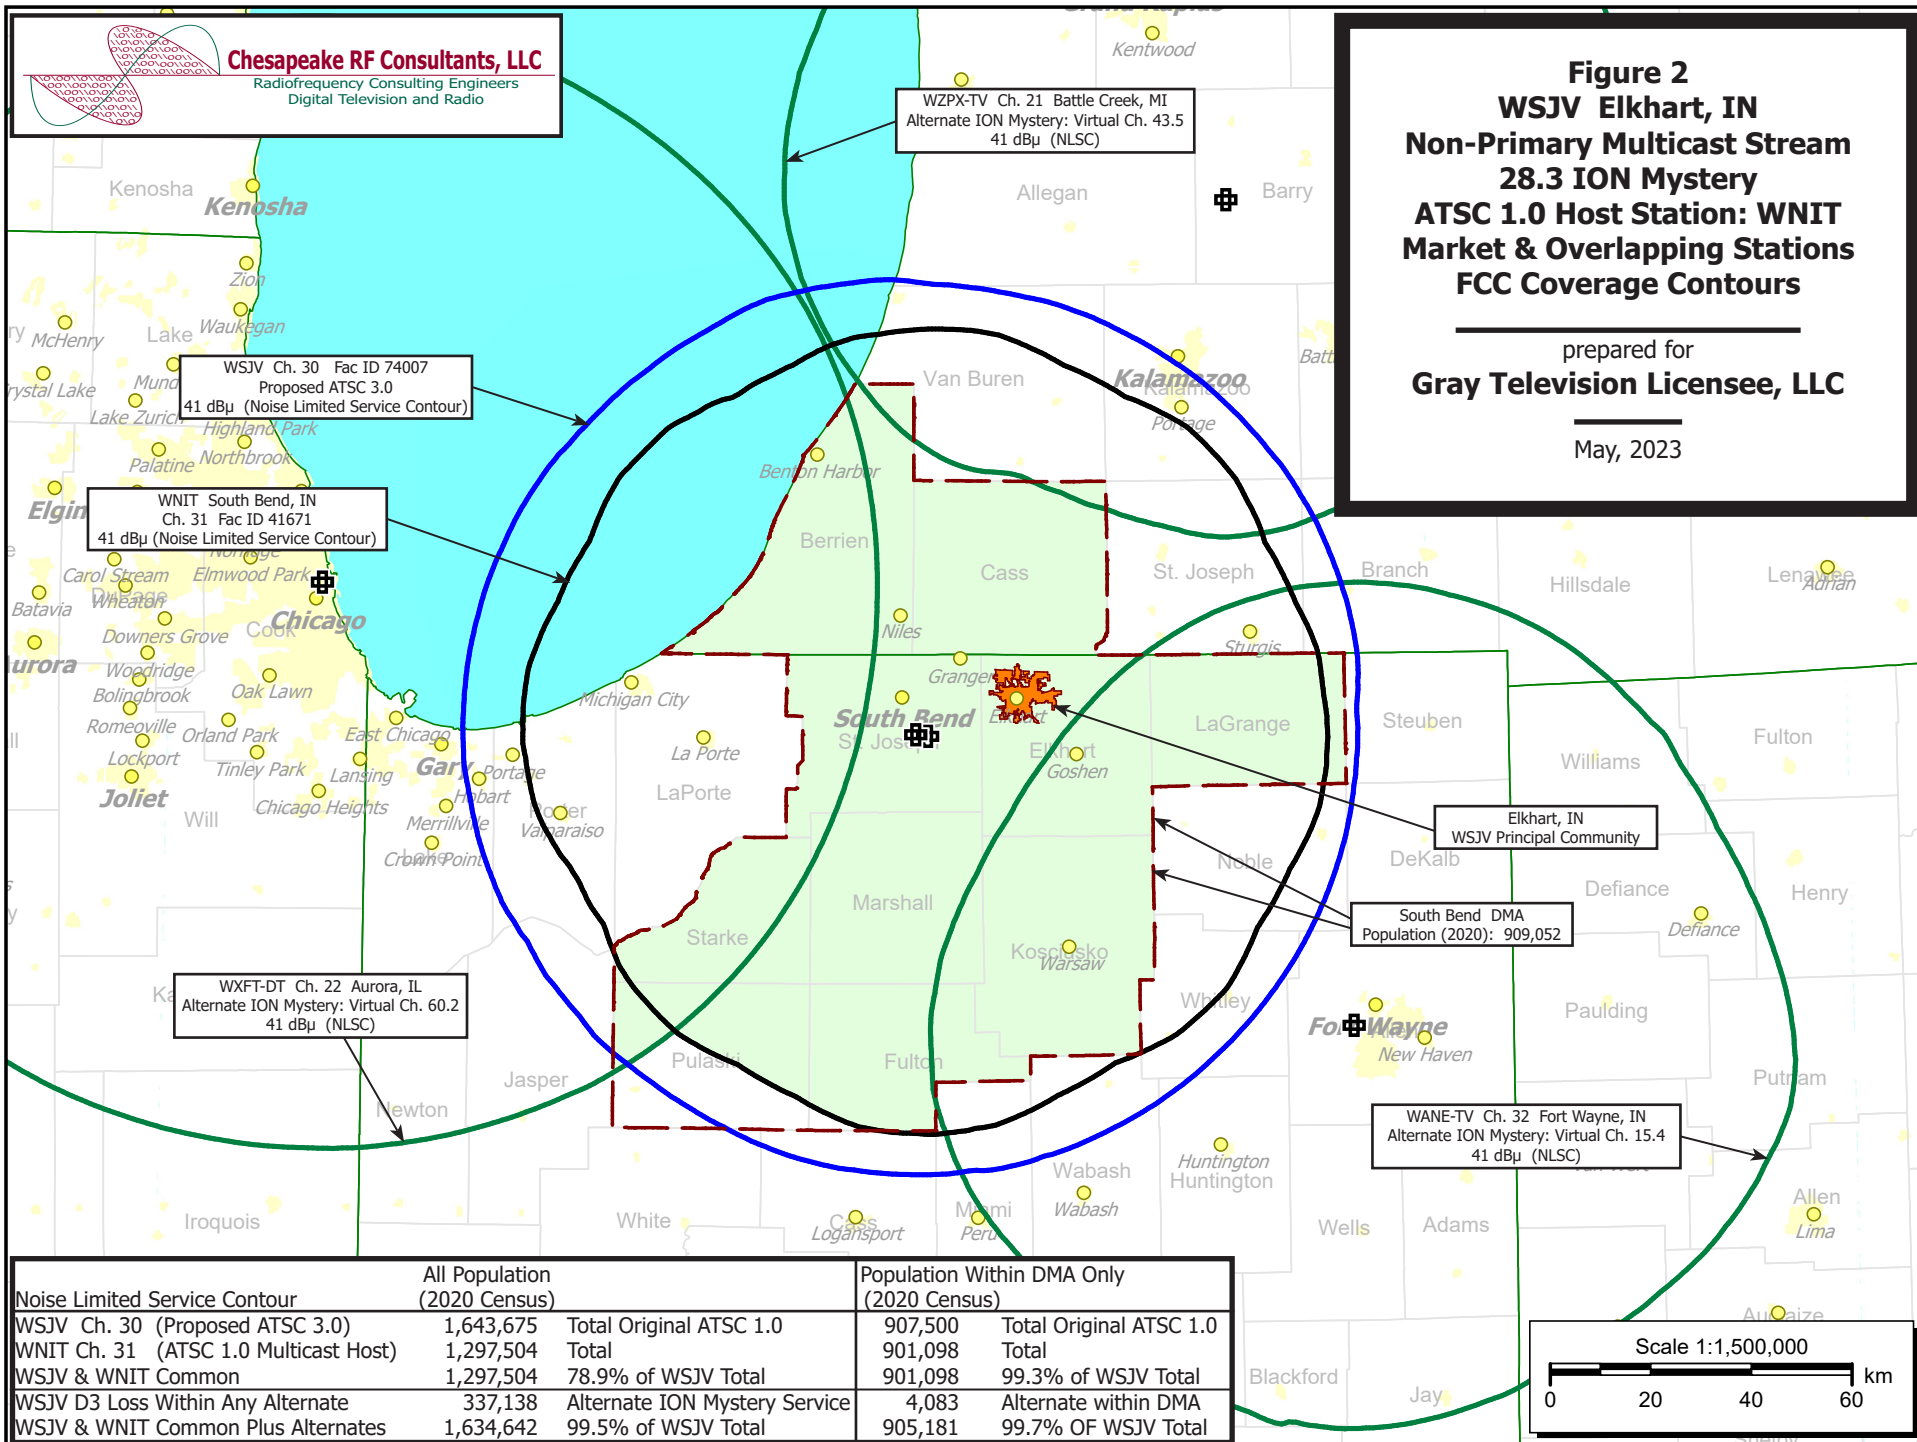 Chesapeake RF Consultants, LLC
Radiofrequency Consulting Engineers
Digital Television and Radio
Figure 2
WSJV Elkhart, IN
Non-Primary Multicast Stream
28.3 ION Mystery
ATSC 1.0 Host Station: WNIT
Market & Overlapping Stations
FCC Coverage Contours
prepared for
Gray Television Licensee, LLC
May, 2023
Kentwood
WZPX-TV Ch. 21 Battle Creek, MI
Alternate ION Mystery: Virtual Ch. 43.5
41 dBµ (NLSC)
Kenosha
Kenosha
Allegan
Barry
Zion
Waukegan
Lake
McHenry
WSJV Ch. 30 Fac ID 74007
Proposed ATSC 3.0
41 dBµ (Noise Limited Service Contour)
Van Buren
Kalamazoo
Kalamazoo
Portage
Lake Zurich
Highland Park
Palatine
Northbrook
Benton Harbor
Elgin
WNIT South Bend, IN
Ch. 31 Fac ID 41671
41 dBµ (Noise Limited Service Contour)
Berrien
Cass
St. Joseph
Branch
Hillsdale
Lenawee
Adrian
Carol Stream
Elmwood Park
Batavia
Wheaton
DuPage
Chicago
Cook
Downers Grove
Niles
Sturgis
Woodridge
Bolingbrook
Oak Lawn
Granger
Michigan City
Romeoville
Orland Park
East Chicago
South Bend
St. Joseph
Elkhart
LaGrange
Steuben
Fulton
Lockport
Tinley Park
Lansing
Gary
Portage
La Porte
Elkhart
Goshen
Williams
Joliet
Chicago Heights
Hobart
LaPorte
Will
Merrillville
Porter
Valparaiso
Elkhart, IN
WSJV Principal Community
Crown Point
Lake
Noble
DeKalb
Defiance
Henry
Marshall
South Bend DMA
Population (2020): 909,052
Defiance
Starke
Kosciusko
Warsaw
WXFT-DT Ch. 22 Aurora, IL
Alternate ION Mystery: Virtual Ch. 60.2
41 dBµ (NLSC)
Whitley
Paulding
Fort Wayne
Allen
New Haven
Pulaski
Fulton
Jasper
Putnam
Newton
WANE-TV Ch. 32 Fort Wayne, IN
Alternate ION Mystery: Virtual Ch. 15.4
41 dBµ (NLSC)
Huntington
Huntington
Wabash
Wabash
Iroquois
White
Cass
Logansport
Miami
Peru
Wells
Adams
Allen
Lima
Auglaize
Blackford
Jay
All Population
(2020 Census)
Population Within DMA Only
(2020 Census)
Noise Limited Service Contour
WSJV Ch. 30 (Proposed ATSC 3.0) 1,643,675 Total Original ATSC 1.0 907,500 Total Original ATSC 1.0
WNIT Ch. 31 (ATSC 1.0 Multicast Host) 1,297,504 Total 901,098 Total
WSJV & WNIT Common 1,297,504 78.9% of WSJV Total 901,098 99.3% of WSJV Total
WSJV D3 Loss Within Any Alternate 337,138 Alternate ION Mystery Service 4,083 Alternate within DMA
WSJV & WNIT Common Plus Alternates 1,634,642 99.5% of WSJV Total 905,181 99.7% OF WSJV Total
Scale 1:1,500,000
km
0 20 40 60